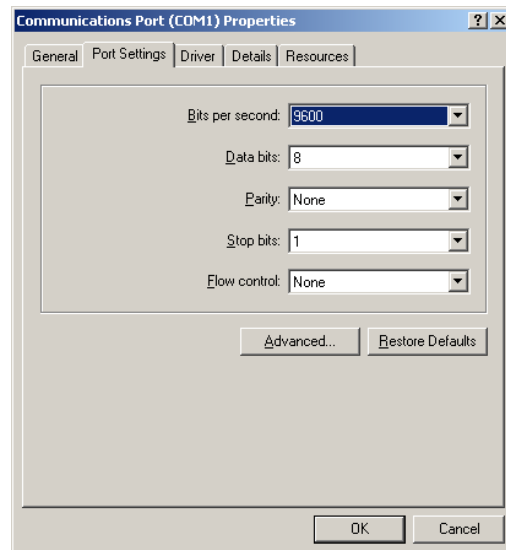 Communications Port (COM1) Properties
General Port Settings Driver Details Resources
Bits per second: 9600
Data bits: 8
Parity: None
Stop bits: 1
Flow control: None
Advanced... Restore Defaults
OK Cancel